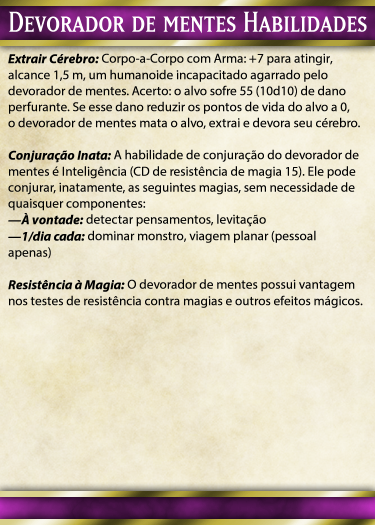 Devorador de mentes Habilidades
Extrair Cérebro: Corpo-a-Corpo com Arma: +7 para atingir,
alcance 1,5 m, um humanoide incapacitado agarrado pelo
devorador de mentes. Acerto: o alvo sofre 55 (10d10) de dano
perfurante. Se esse dano reduzir os pontos de vida do alvo a 0,
o devorador de mentes mata o alvo, extrai e devora seu cérebro.
Conjuração Inata: A habilidade de conjuração do devorador de
mentes é Inteligência (CD de resistência de magia 15). Ele pode
conjurar, inatamente, as seguintes magias, sem necessidade de
quaisquer componentes:
—À vontade: detectar pensamentos, levitação
—1/dia cada: dominar monstro, viagem planar (pessoal
apenas)
Resistência à Magia: O devorador de mentes possui vantagem
nos testes de resistência contra magias e outros efeitos mágicos.